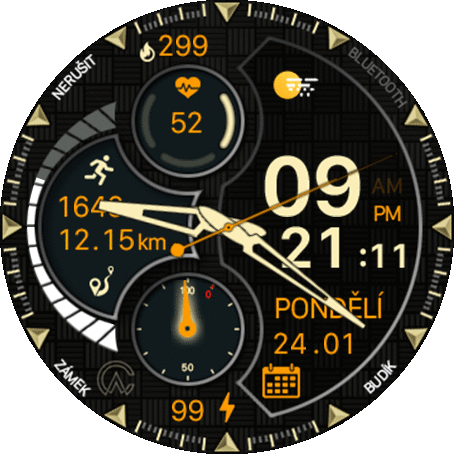 299
NERUŠIT
BLUETOOTH
52
09
AM
PM
12.15km
21:11
PONDĚLÍ
24.01
100
0
50
ZÁMEK
BUDÍK
99